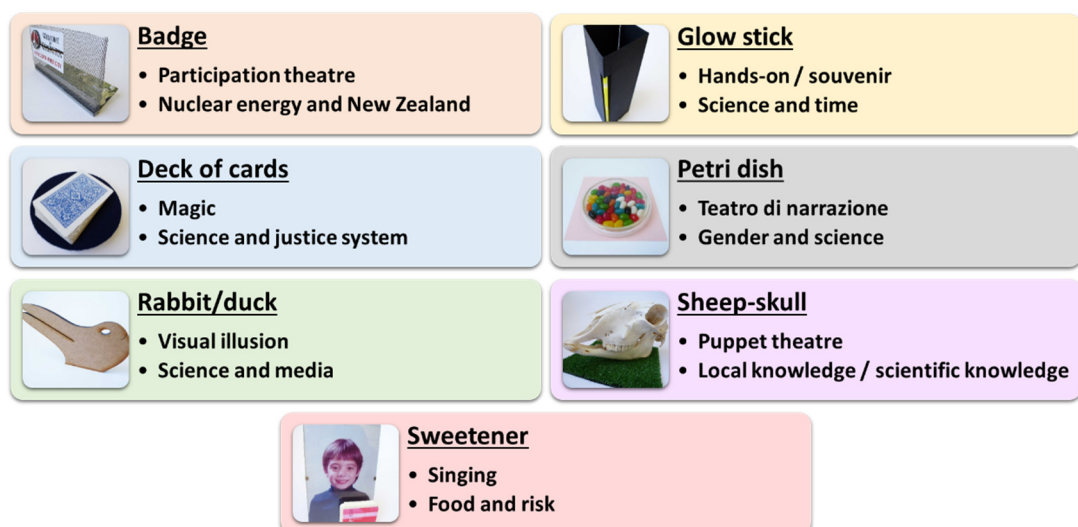 Badge
• Participation theatre
• Nuclear energy and New Zealand
Glow stick
• Hands-on / souvenir
• Science and time
Deck of cards
• Magic
• Science and justice system
Petri dish
• Teatro di narrazione
• Gender and science
Rabbit/duck
• Visual illusion
• Science and media
Sheep-skull
• Puppet theatre
• Local knowledge / scientific knowledge
Sweetener
• Singing
• Food and risk